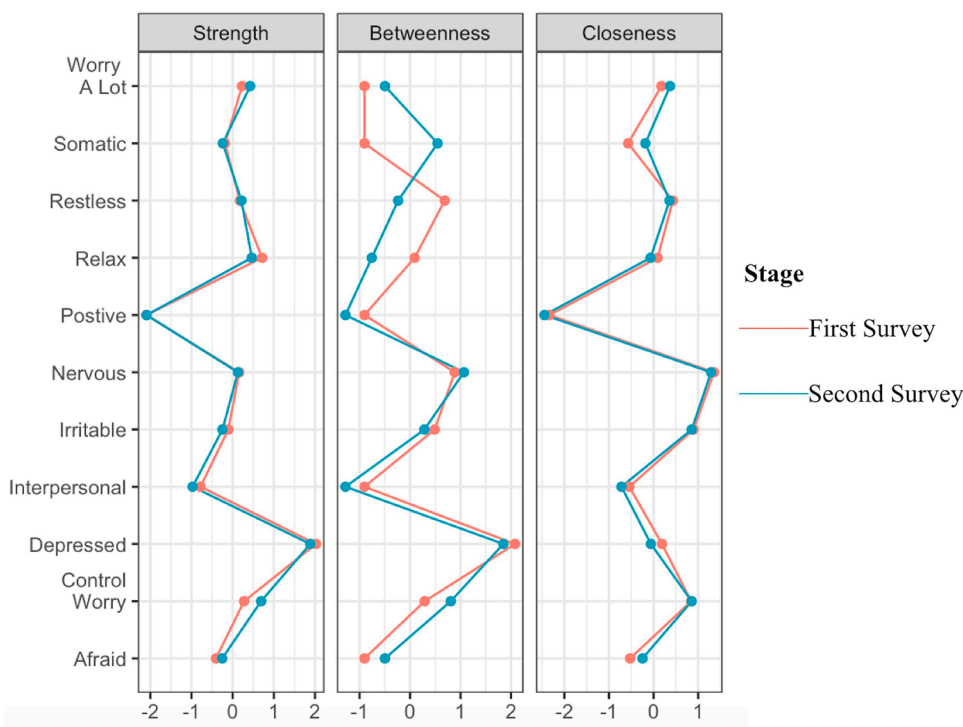 Strength Betweenness Closeness
Worry
A Lot
Somatic
Restless
Relax
Postive
Nervous
Irritable
Interpersonal
Depressed
Control
Worry
Afraid
Stage
First Survey
Second Survey
-2 -1 0 1 2 -1 0 1 2 -2 -1 0 1